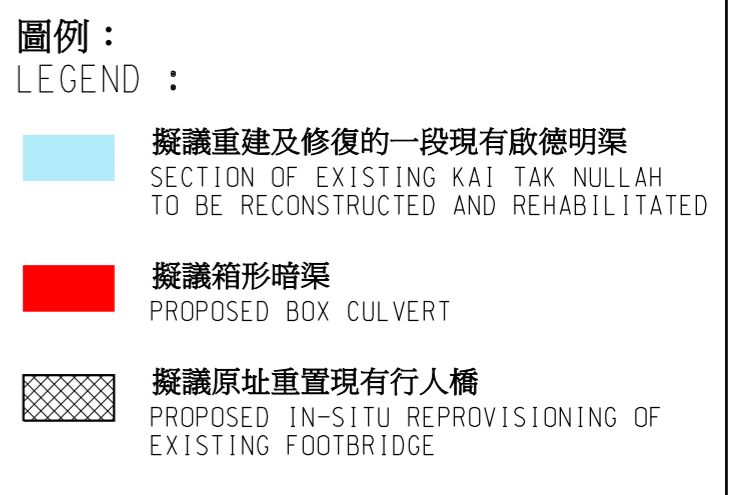 圖例：
LEGEND :
擬議重建及修復的一段現有啟德明渠
SECTION OF EXISTING KAI TAK NULLAH
TO BE RECONSTRUCTED AND REHABILITATED
擬議箱形暗渠
PROPOSED BOX CULVERT
擬議原址重置現有行人橋
PROPOSED IN-SITU REPROVISIONING OF
EXISTING FOOTBRIDGE